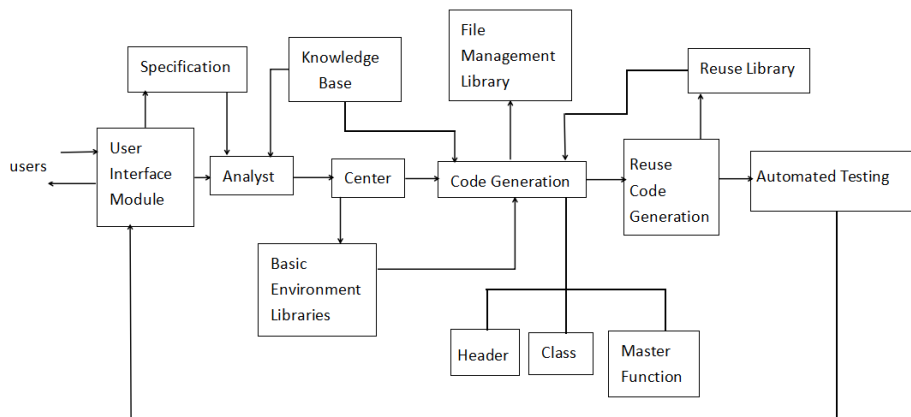 File
Management
Library
Knowledge
Base
Specification
Reuse Library
users
User
Interface
Module
Analyst
Center
Code Generation
Reuse
Code
Generation
Automated Testing
Basic
Environment
Libraries
Header
Class
Master
Function